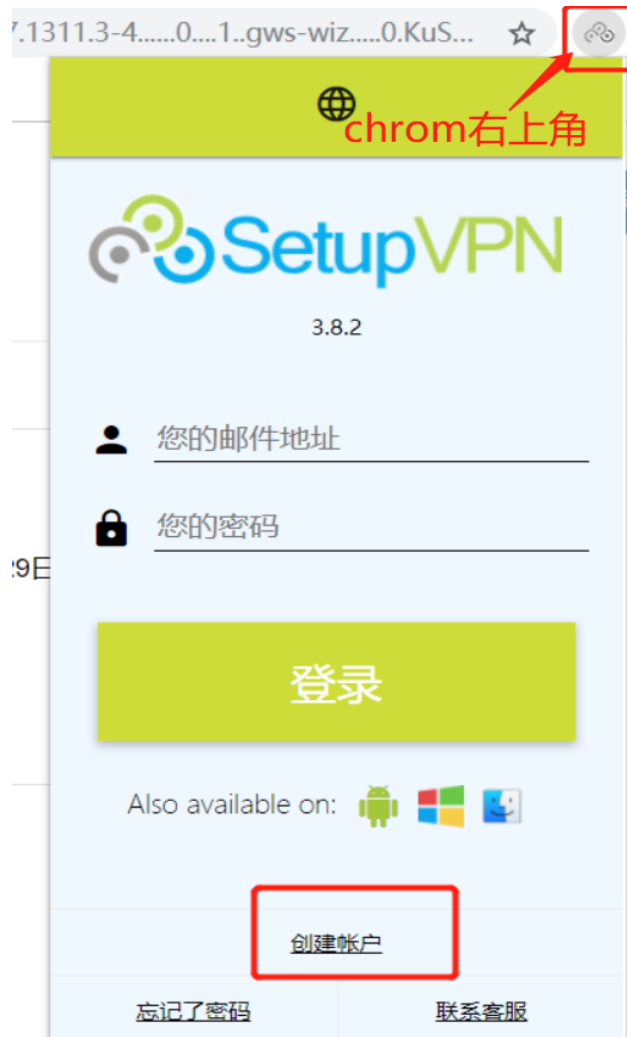 7.1311.3-4......0....1..gws-wiz.....0.KuS...
chrom右上角
SetupVPN
3.8.2
您的邮件地址
您的密码
29日
登录
Also available on:
创建帐户
忘记了密码
联系客服